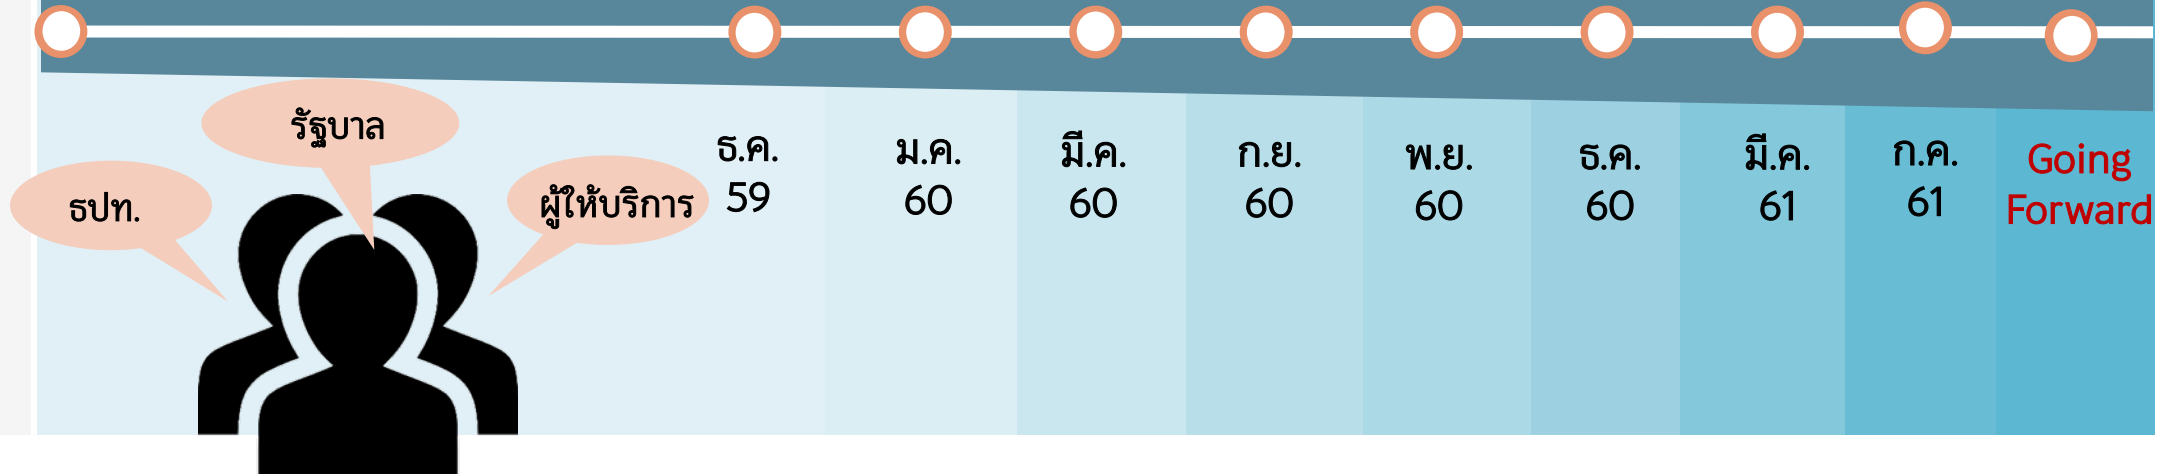 รัฐบาล
ธปท.
ผู้ให้บริการ
ธ.ค.
59
ม.ค.
60
มี.ค.
60
ก.ย.
60
พ.ย.
60
ธ.ค.
60
มี.ค.
61
ก.ค.
61
Going
Forward